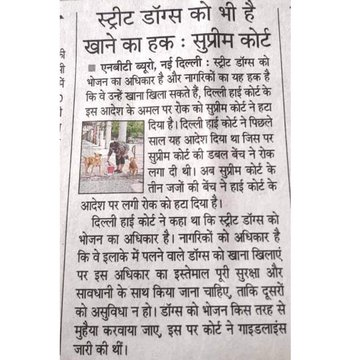 स्ट्रीट डॉग्स को भी है
खाने का हक : सुप्रीम कोर्ट
■ एनबीटी ब्यूरो, नई दिल्ली : स्ट्रीट डॉग्स को
भोजन का अधिकार है और नागरिकों का यह हक है
कि वे उन्हें खाना खिला सकते हैं, दिल्ली हाई कोर्ट के
इस आदेश के अमल पर रोक को सुप्रीम कोर्ट ने हटा
दिया है। दिल्ली हाई कोर्ट ने पिछले
साल यह आदेश दिया था जिस पर
सुप्रीम कोर्ट की डबल बेंच ने रोक
लगा दी थी। अब सुप्रीम कोर्ट के
तीन जजों की बेंच ने हाई कोर्ट के
आदेश पर लगी रोक को हटा दिया है।
दिल्ली हाई कोर्ट ने कहा था कि स्ट्रीट डॉग्स को
भोजन का अधिकार है। नागरिकों को अधिकार है
कि वे इलाके में पलने वाले डॉग्स को खाना खिलाएं
पर इस अधिकार का इस्तेमाल पूरी सुरक्षा और
सावधानी के साथ किया जाना चाहिए, ताकि दूसरों
को असुविधा न हो। डॉग्स को भोजन किस तरह से
मुहैया करवाया जाए, इस पर कोर्ट ने गाइडलाइंस
जारी की थीं।